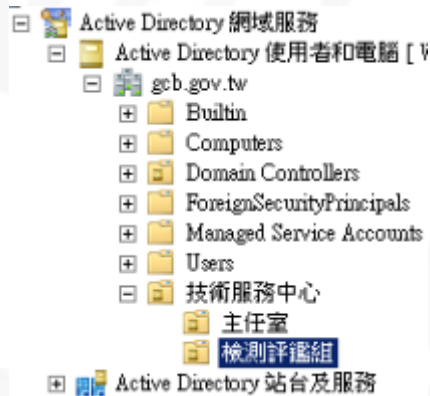 Active Directory 網域服務
Active Directory 使用者和電腦 [
gcb.gov.tw
Builtin
Computers
Domain Controllers
ForeignSecurityPrincipals
Managed Service Accounts
Users
技術服務中心
主任室
檢測評鑑組
Active Directory 站台及服務